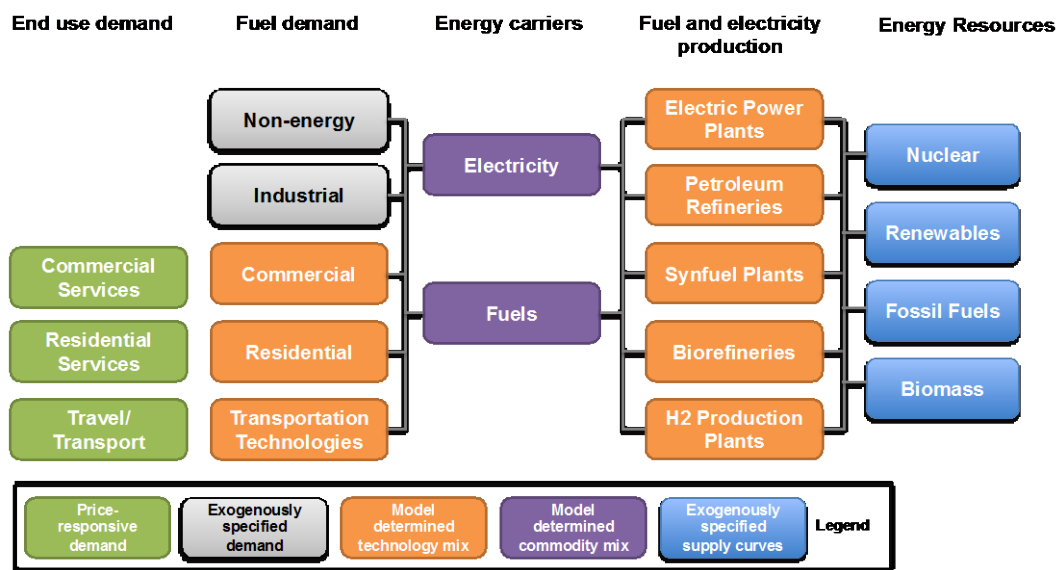 End use demand
Fuel demand
Energy carriers
Fuel and electricity
production
Energy Resources
Non-energy
Industrial
Commercial
Services
Commercial
Residential
Services
Residential
Travel/
Transport
Transportation
Technologies
Electricity
Fuels
Electric Power
Plants
Petroleum
Refineries
Synfuel Plants
Biorefineries
H2 Production
Plants
Nuclear
Renewables
Fossil Fuels
Biomass
Price-
responsive
demand
Exogenously
specified
demand
Model
determined
technology mix
Model
determined
commodity mix
Exogenously
specified
supply curves
Legend